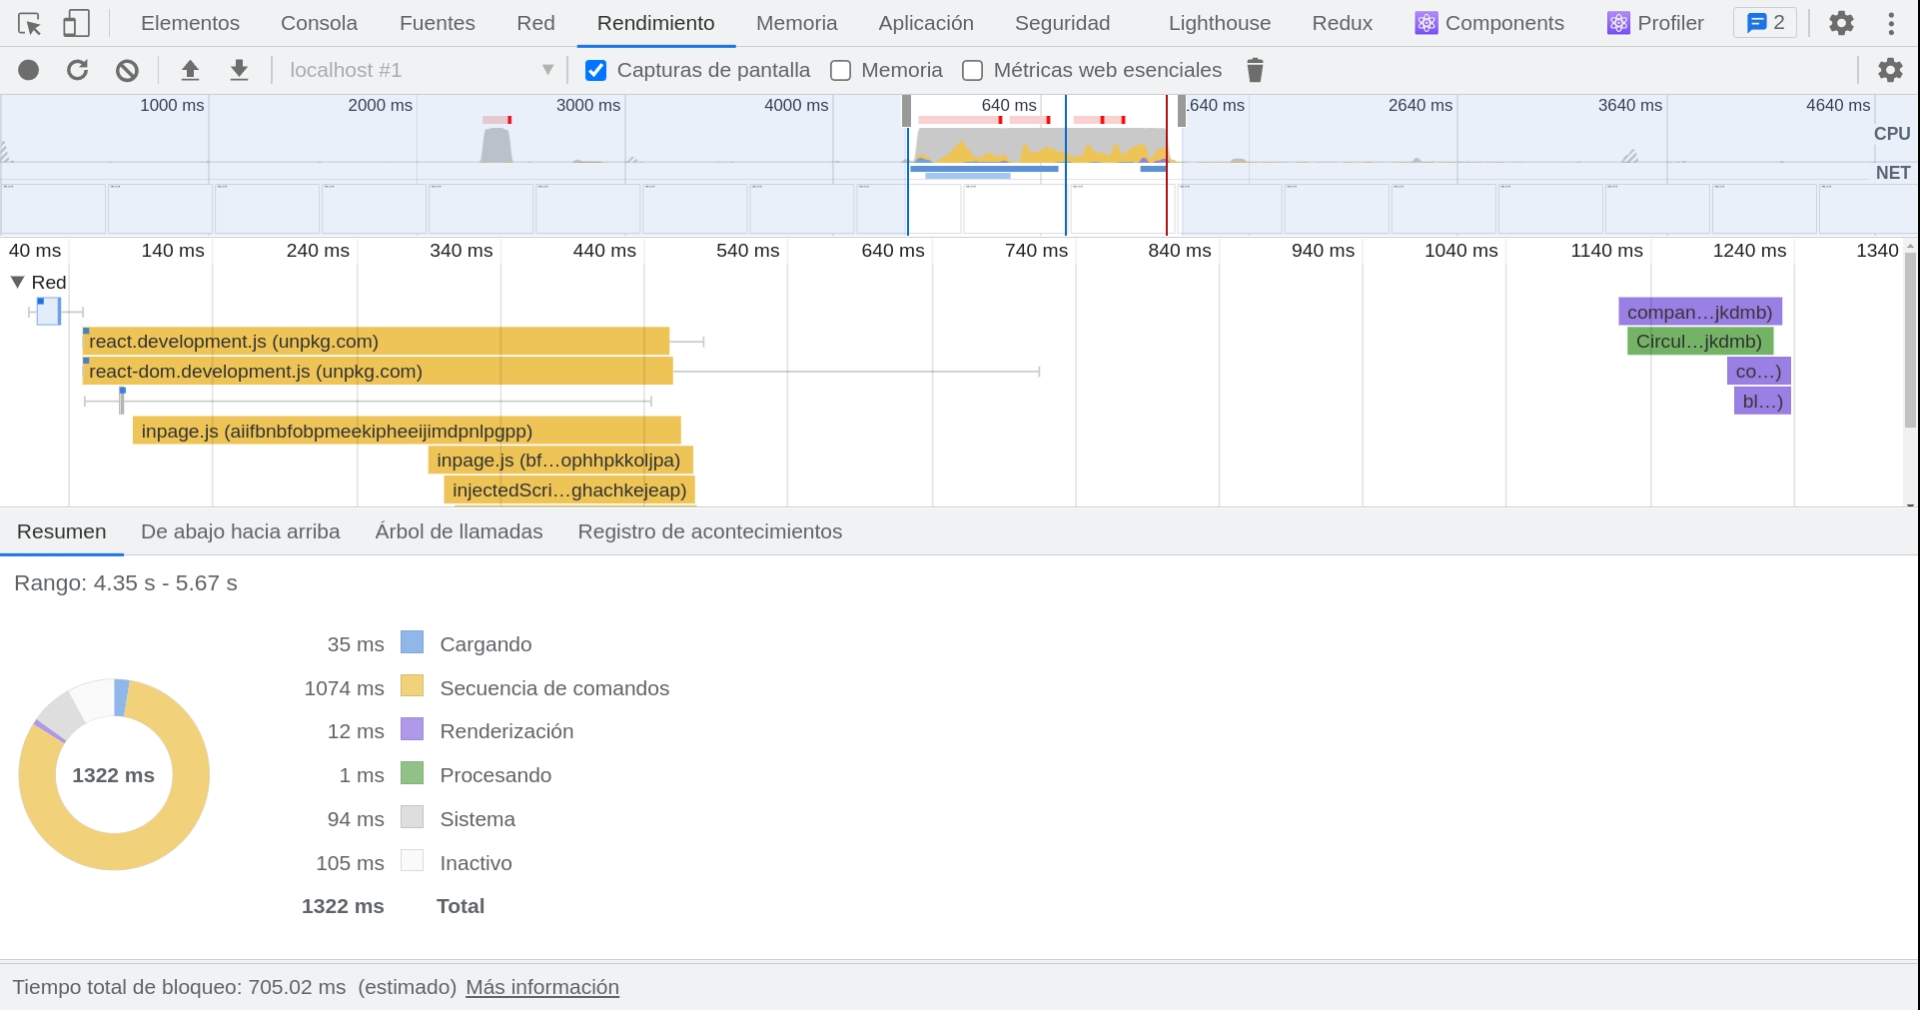 Elementos Consola Fuentes Red Rendimiento Memoria Aplicación Seguridad Lighthouse Redux Components Profiler 2
localhost #1 Capturas de pantalla Memoria Métricas web esenciales
1000 ms 2000 ms 3000 ms 4000 ms 640 ms .640 ms 2640 ms 3640 ms 4640 ms
CPU
NET
40 ms 140 ms 240 ms 340 ms 440 ms 540 ms 640 ms 740 ms 840 ms 940 ms 1040 ms 1140 ms 1240 ms 1340
Red
compan…jkdmb)
react.development.js (unpkg.com) Circul…jkdmb)
react-dom.development.js (unpkg.com) co…)
bl…)
inpage.js (aiifbnbfobpmeekipheeijimdpnlpgpp)
inpage.js (bf…ophhpkkoljpa)
injectedScri…ghachkejeap)
Resumen De abajo hacia arriba Árbol de llamadas Registro de acontecimientos
Rango: 4.35 s - 5.67 s
35 ms Cargando
1074 ms Secuencia de comandos
12 ms Renderización
1322 ms
1 ms Procesando
94 ms Sistema
105 ms Inactivo
1322 ms Total
Tiempo total de bloqueo: 705.02 ms (estimado) Más información